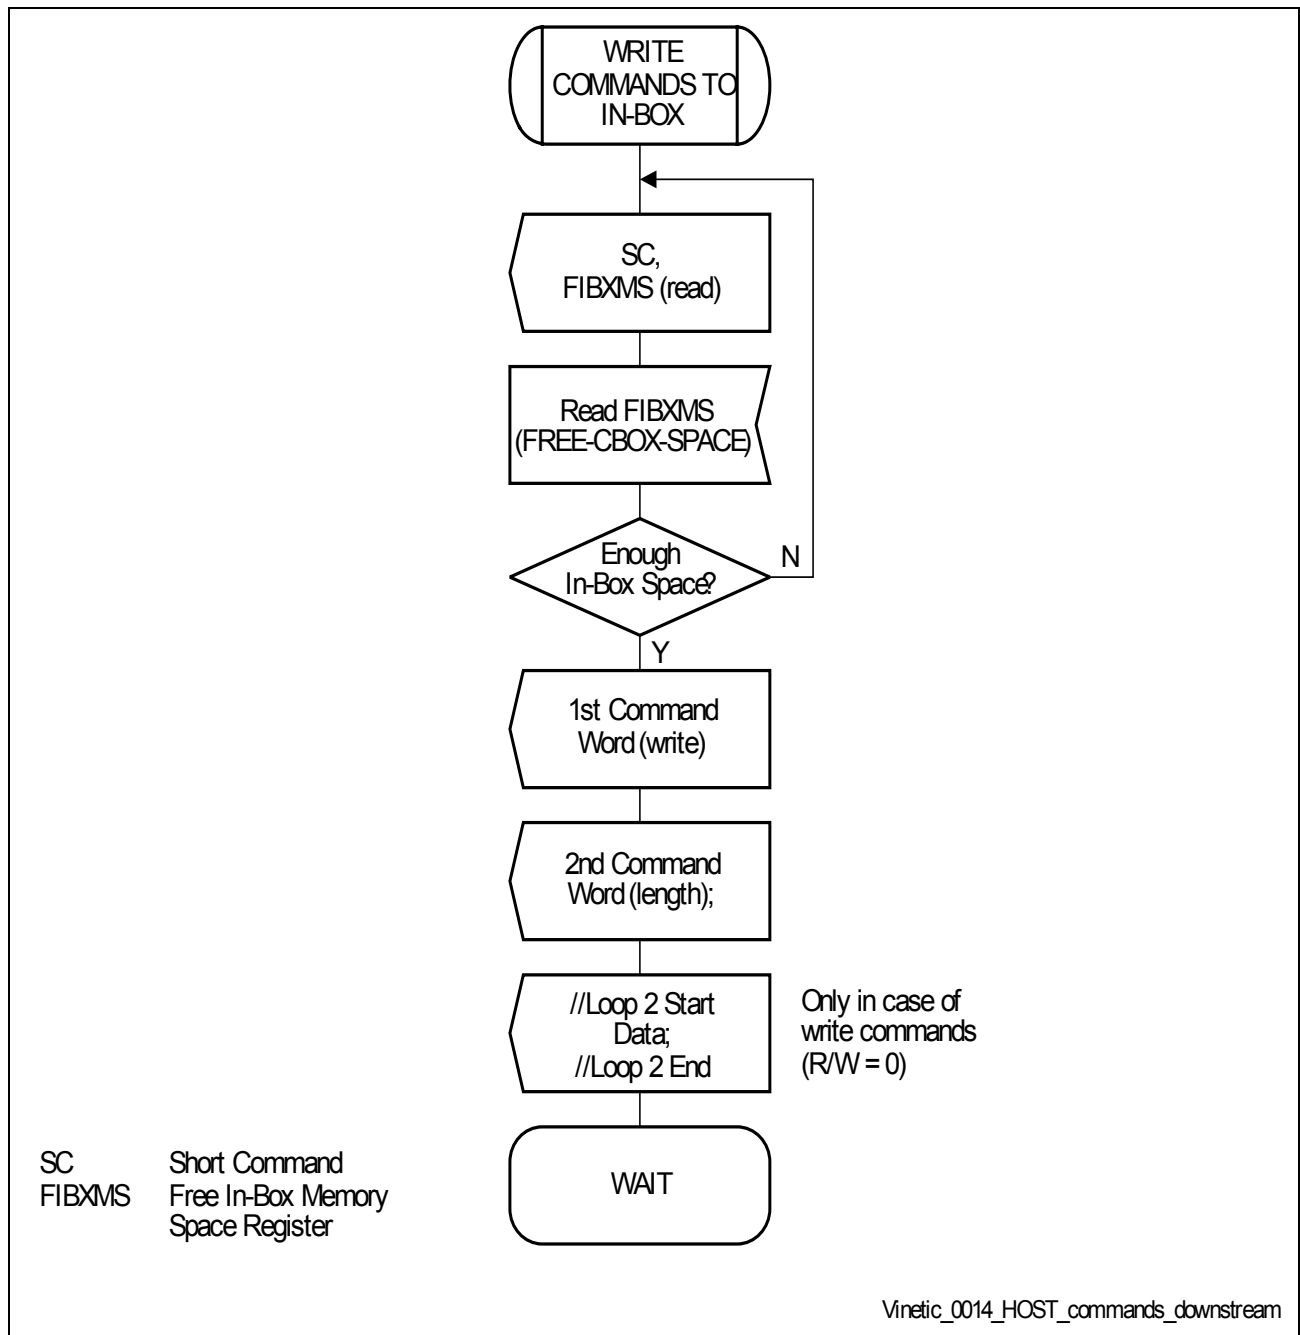 WRITE
COMMANDS TO
IN-BOX
SC,
FIBXMS (read)
Read FIBXMS
(FREE-CBOX-SPACE)
Enough
In-Box Space?
N
Y
1st Command
Word (write)
2nd Command
Word (length);
//Loop 2 Start
Data;
//Loop 2 End
Only in case of
write commands
(R/W = 0)
WAIT
SC Short Command
FIBXMS Free In-Box Memory
Space Register
Vinetic_0014_HOST_commands_downstream